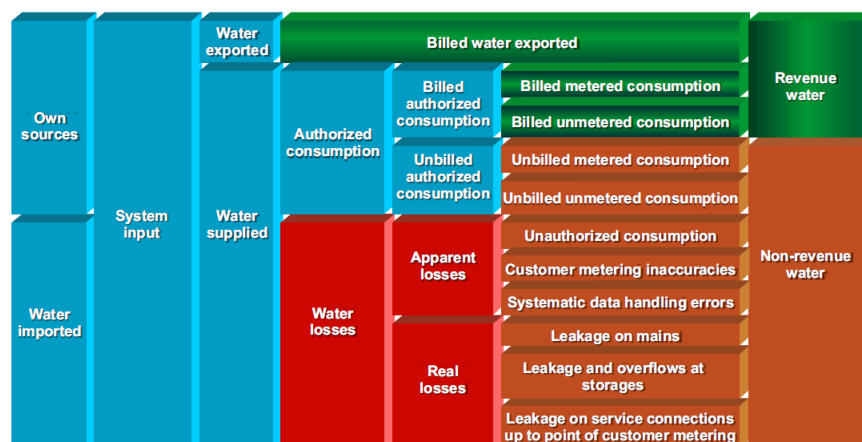 Own
sources
Water
imported
System
input
Water
exported
Water
supplied
Billed water exported
Authorized
consumption
Water
losses
Billed
authorized
consumption
Unbilled
authorized
consumption
Apparent
losses
Real
losses
Billed metered consumption
Billed unmetered consumption
Unbilled metered consumption
Unbilled unmetered consumption
Unauthorized consumption
Customer metering inaccuracies
Systematic data handling errors
Leakage on mains
Leakage and overflows at
storages
Leakage on service connections
up to point of customer metering
Revenue
water
Non-revenue
water